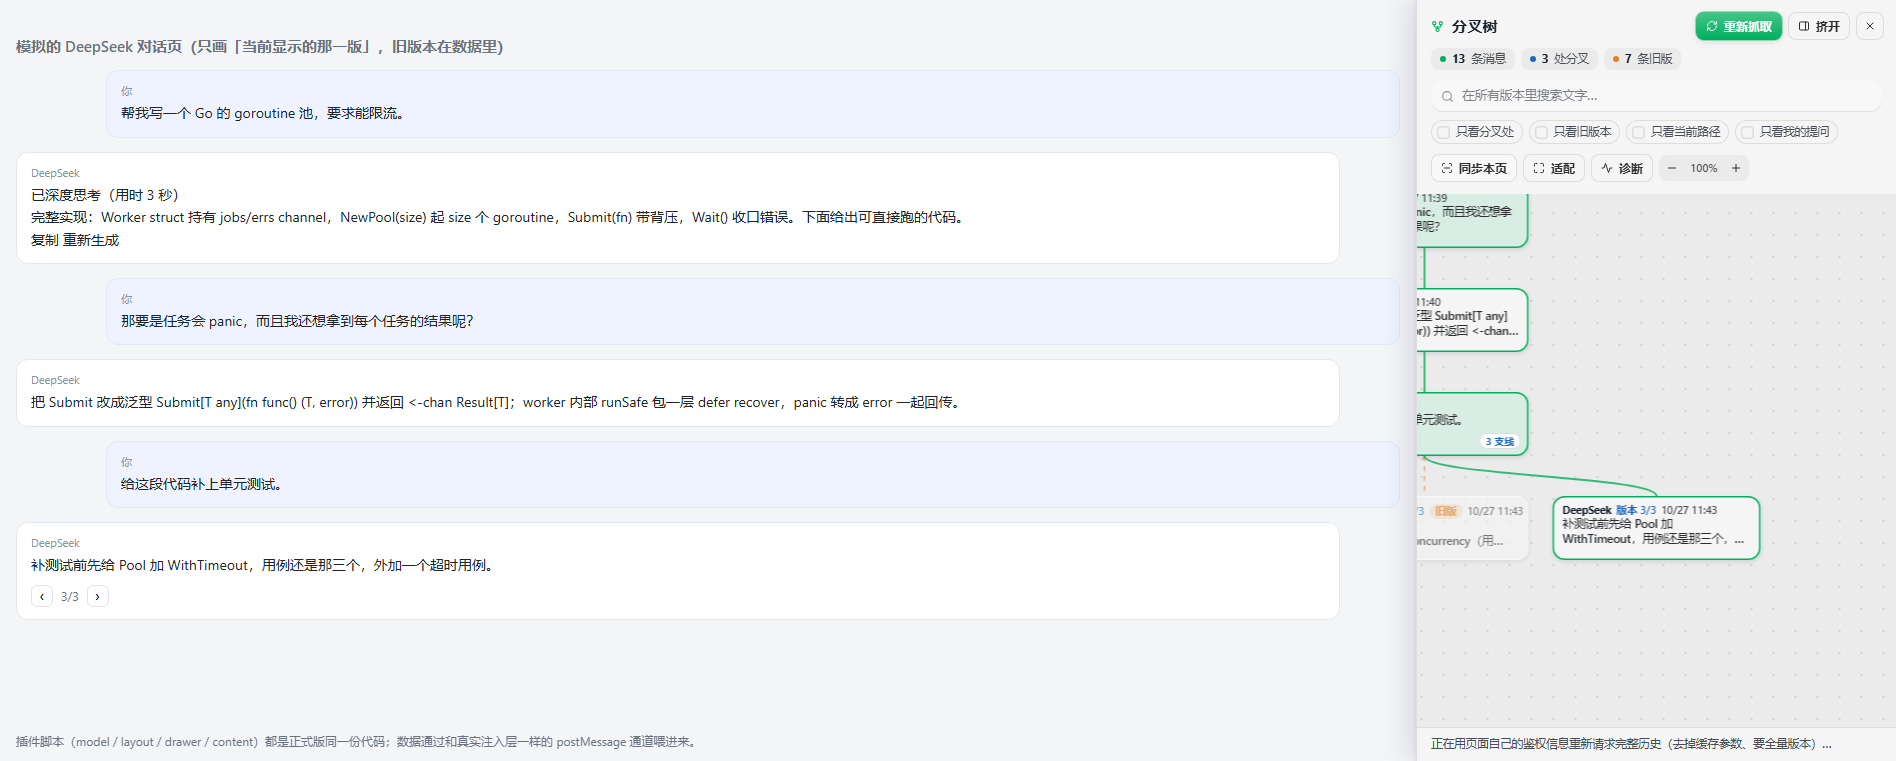 模拟的 DeepSeek 对话页（只画「当前显示的那一版」，旧版本在数据里）
你
帮我写一个 Go 的 goroutine 池，要求能限流。
DeepSeek
已深度思考（用时 3 秒）
完整实现：Worker struct 持有 jobs/errs channel，NewPool(size) 起 size 个 goroutine，Submit(fn) 带背压，Wait() 收口错误。下面给出可直接跑的代码。
复制 重新生成
你
那要是任务会 panic，而且我还想拿到每个任务的结果呢？
DeepSeek
把 Submit 改成泛型 Submit[T any](fn func() (T, error)) 并返回 <-chan Result[T]；worker 内部 runSafe 包一层 defer recover，panic 转成 error 一起回传。
你
给这段代码补上单元测试。
DeepSeek
补测试前先给 Pool 加 WithTimeout，用例还是那三个，外加一个超时用例。
‹ 3/3 ›
插件脚本（model / layout / drawer / content）都是正式版同一份代码；数据通过和真实注入层一样的 postMessage 通道喂进来。
分叉树
重新抓取
挤开
×
13 条消息
3 处分叉
7 条旧版
在所有版本里搜索文字...
只看分叉处
只看旧版本
只看当前路径
只看我的提问
同步本页
适配
诊断
− 100% +
11:39
nic，而且我还想拿
果呢？
11:40
型 Submit[T any]
or)) 并返回 <-chan...
单元测试。
3 支线
/3 旧版 10/27 11:43
oncurrency（用...
DeepSeek 版本 3/3 10/27 11:43
补测试前先给 Pool 加
WithTimeout，用例还是那三个，...
正在用页面自己的鉴权信息重新请求完整历史（去掉缓存参数、要全量版本）...